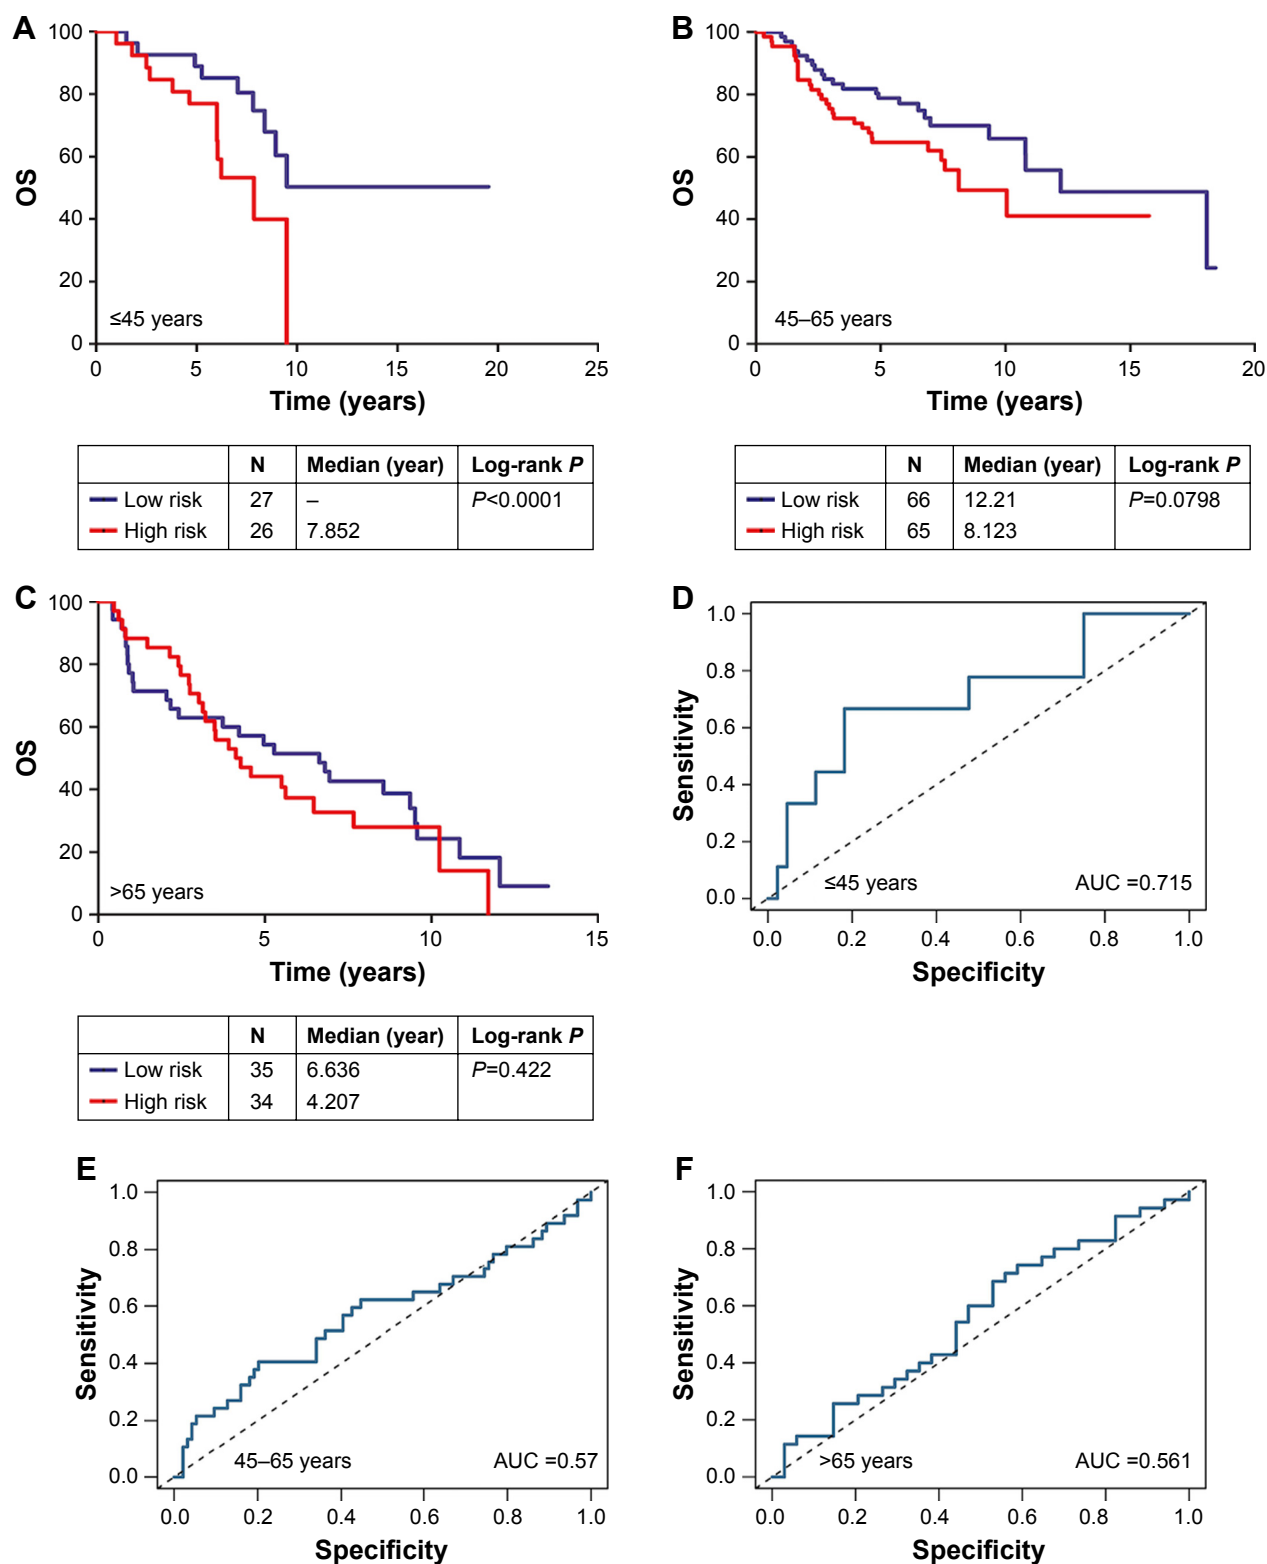 A
100
80
60
40
20
0
OS
≤45 years
0 5 10 15 20 25
Time (years)
N Median (year) Log-rank P
Low risk 27 – P<0.0001
High risk 26 7.852
B
100
80
60
40
20
0
OS
45–65 years
0 5 10 15 20
Time (years)
N Median (year) Log-rank P
Low risk 66 12.21 P=0.0798
High risk 65 8.123
C
100
80
60
40
20
0
OS
>65 years
0 5 10 15
Time (years)
N Median (year) Log-rank P
Low risk 35 6.636 P=0.422
High risk 34 4.207
D
1.0
0.8
0.6
0.4
0.2
0.0
Sensitivity
≤45 years AUC =0.715
0.0 0.2 0.4 0.6 0.8 1.0
Specificity
E
1.0
0.8
0.6
0.4
0.2
0.0
Sensitivity
45–65 years AUC =0.57
0.0 0.2 0.4 0.6 0.8 1.0
Specificity
F
1.0
0.8
0.6
0.4
0.2
0.0
Sensitivity
>65 years AUC =0.561
0.0 0.2 0.4 0.6 0.8 1.0
Specificity